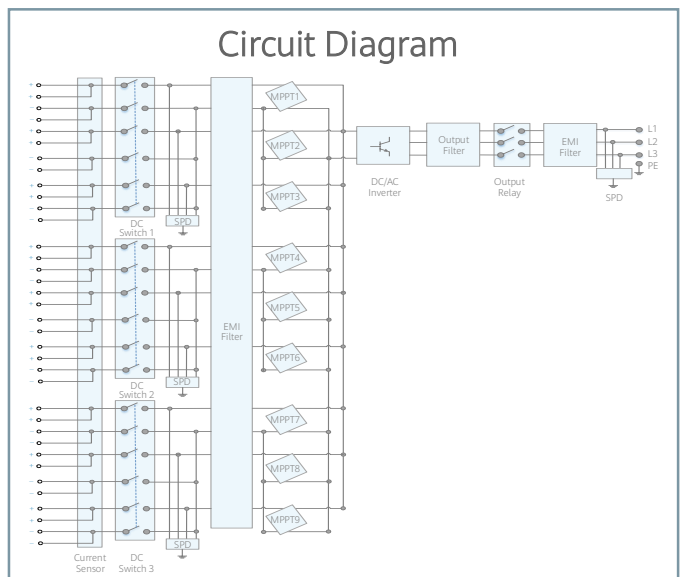 Circuit Diagram
MPPT1
MPPT2
MPPT3
SPD
DC
Switch 1
MPPT4
MPPT5
MPPT6
EMI
Filter
SPD
DC
Switch 2
MPPT7
MPPT8
MPPT9
SPD
Current
Sensor
DC
Switch 3
DC/AC
Inverter
Output
Filter
Output
Relay
EMI
Filter
L1
L2
L3
PE
SPD